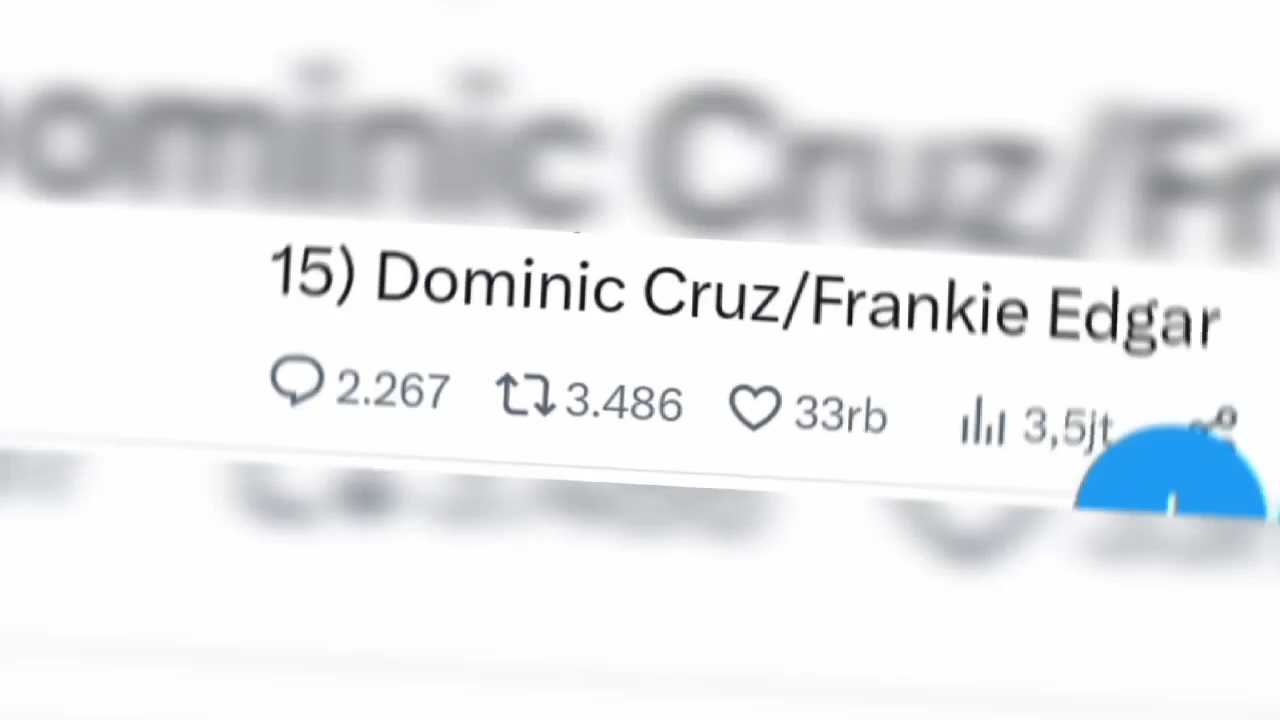 15) Dominic Cruz/Frankie Edgar
2.267 3.486 33rb 3,5jt